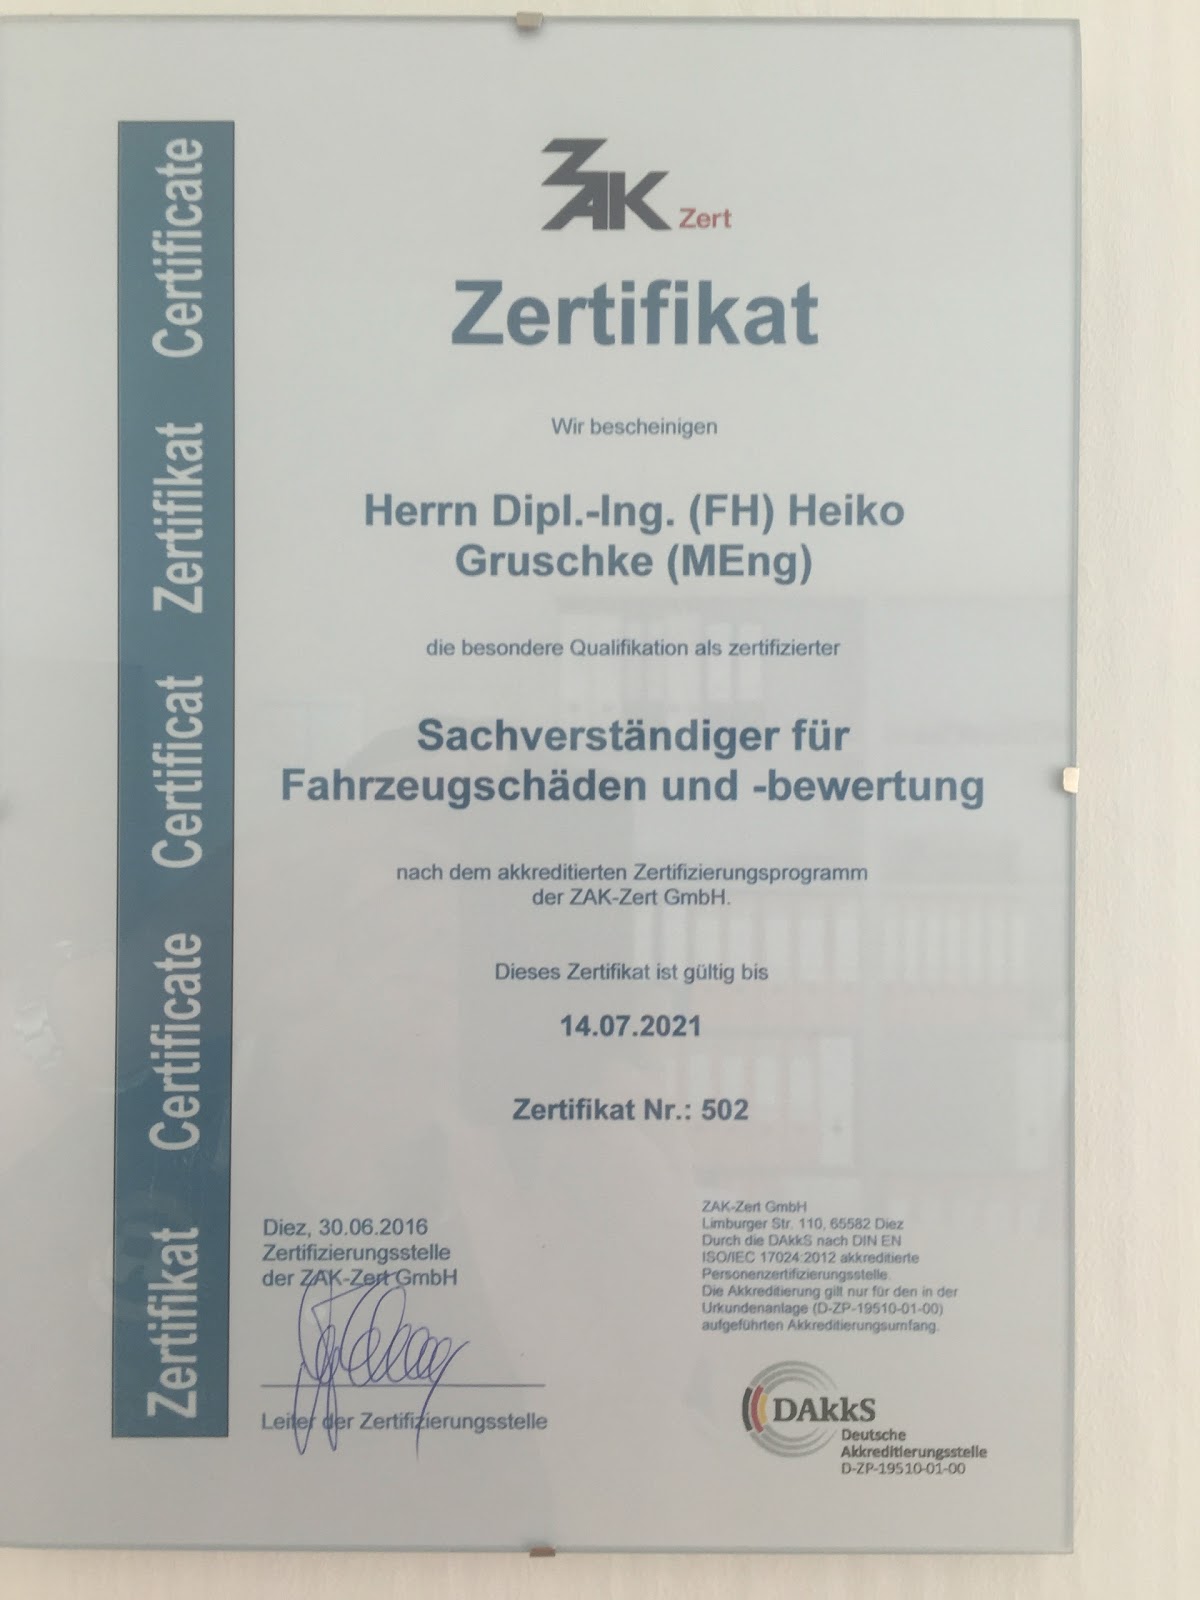 Certificate
Zertifikat
Certificat
Certificate
Zertifikat
ZAK Zert
Zertifikat
Wir bescheinigen
Herrn Dipl.-Ing. (FH) Heiko
Gruschke (MEng)
die besondere Qualifikation als zertifizierter
Sachverständiger für
Fahrzeugschäden und -bewertung
nach dem akkreditierten Zertifizierungsprogramm
der ZAK-Zert GmbH.
Dieses Zertifikat ist gültig bis
14.07.2021
Zertifikat Nr.: 502
Diez, 30.06.2016
Zertifizierungsstelle
der ZAK-Zert GmbH
Leiter der Zertifizierungsstelle
ZAK-Zert GmbH
Limburger Str. 110, 65582 Diez
Durch die DAkkS nach DIN EN
ISO/IEC 17024:2012 akkreditierte
Personenzertifizierungsstelle.
Die Akkreditierung gilt nur für den in der
Urkundenanlage (D-ZP-19510-01-00)
aufgeführten Akkreditierungsumfang.
DAkkS
Deutsche
Akkreditierungsstelle
D-ZP-19510-01-00